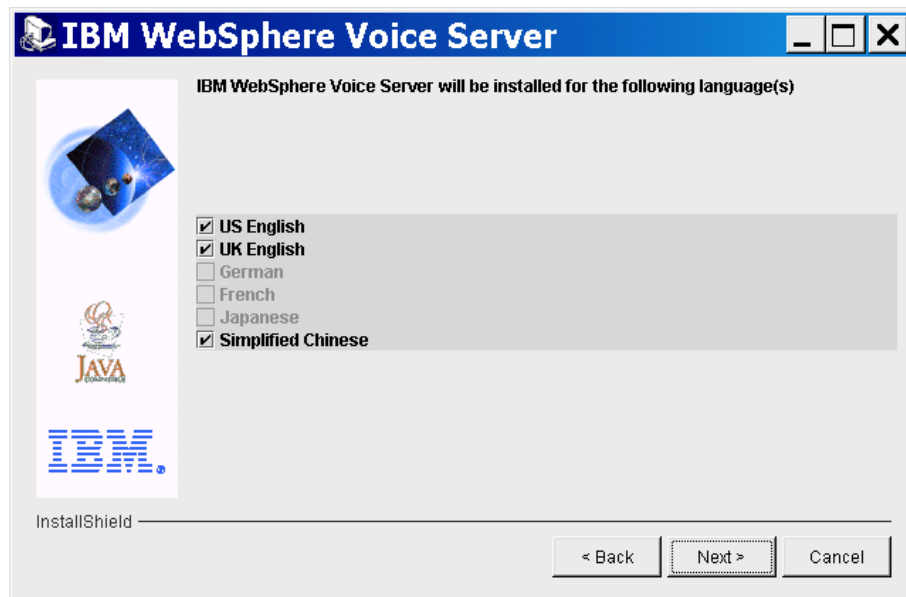 IBM WebSphere Voice Server
IBM WebSphere Voice Server will be installed for the following language(s)
US English
UK English
German
French
Japanese
Simplified Chinese
JAVA
COMPATIBLE
IBM.
InstallShield
< Back
Next >
Cancel